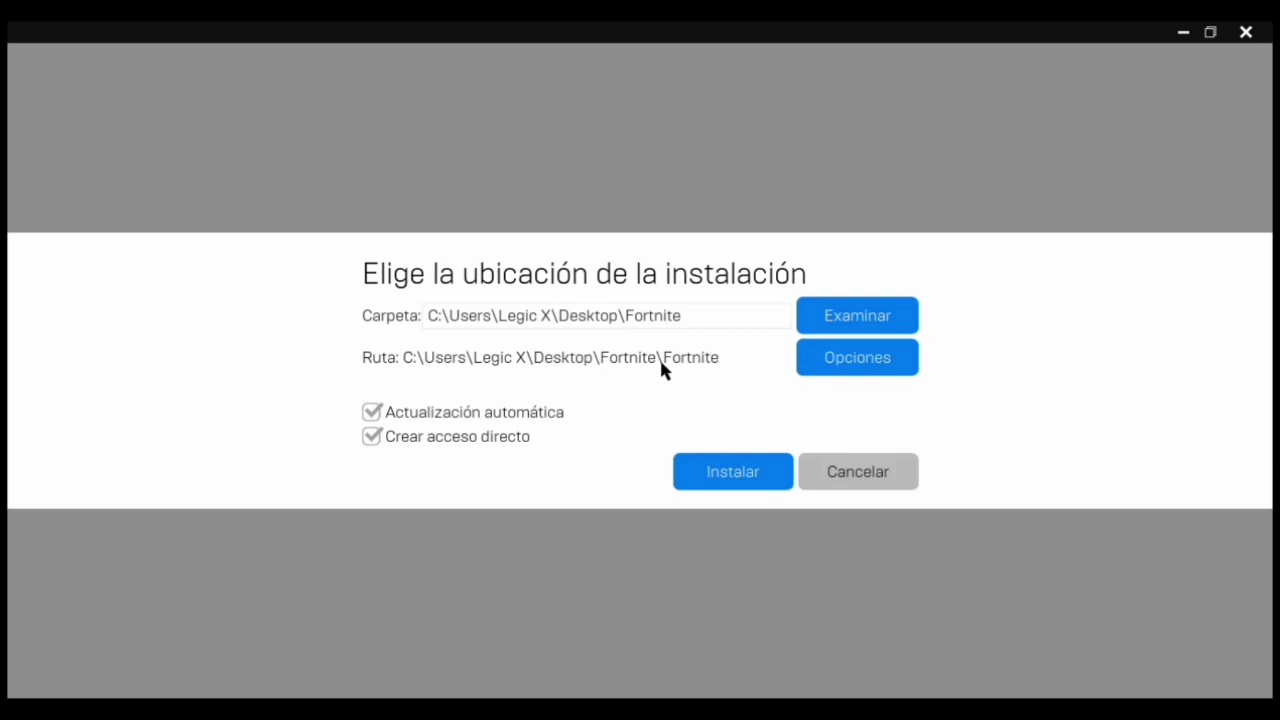 Elige la ubicación de la instalación
Carpeta: C:\Users\Legic X\Desktop\Fortnite
Examinar
Ruta: C:\Users\Legic X\Desktop\Fortnite\Fortnite
Opciones
Actualización automática
Crear acceso directo
Instalar
Cancelar